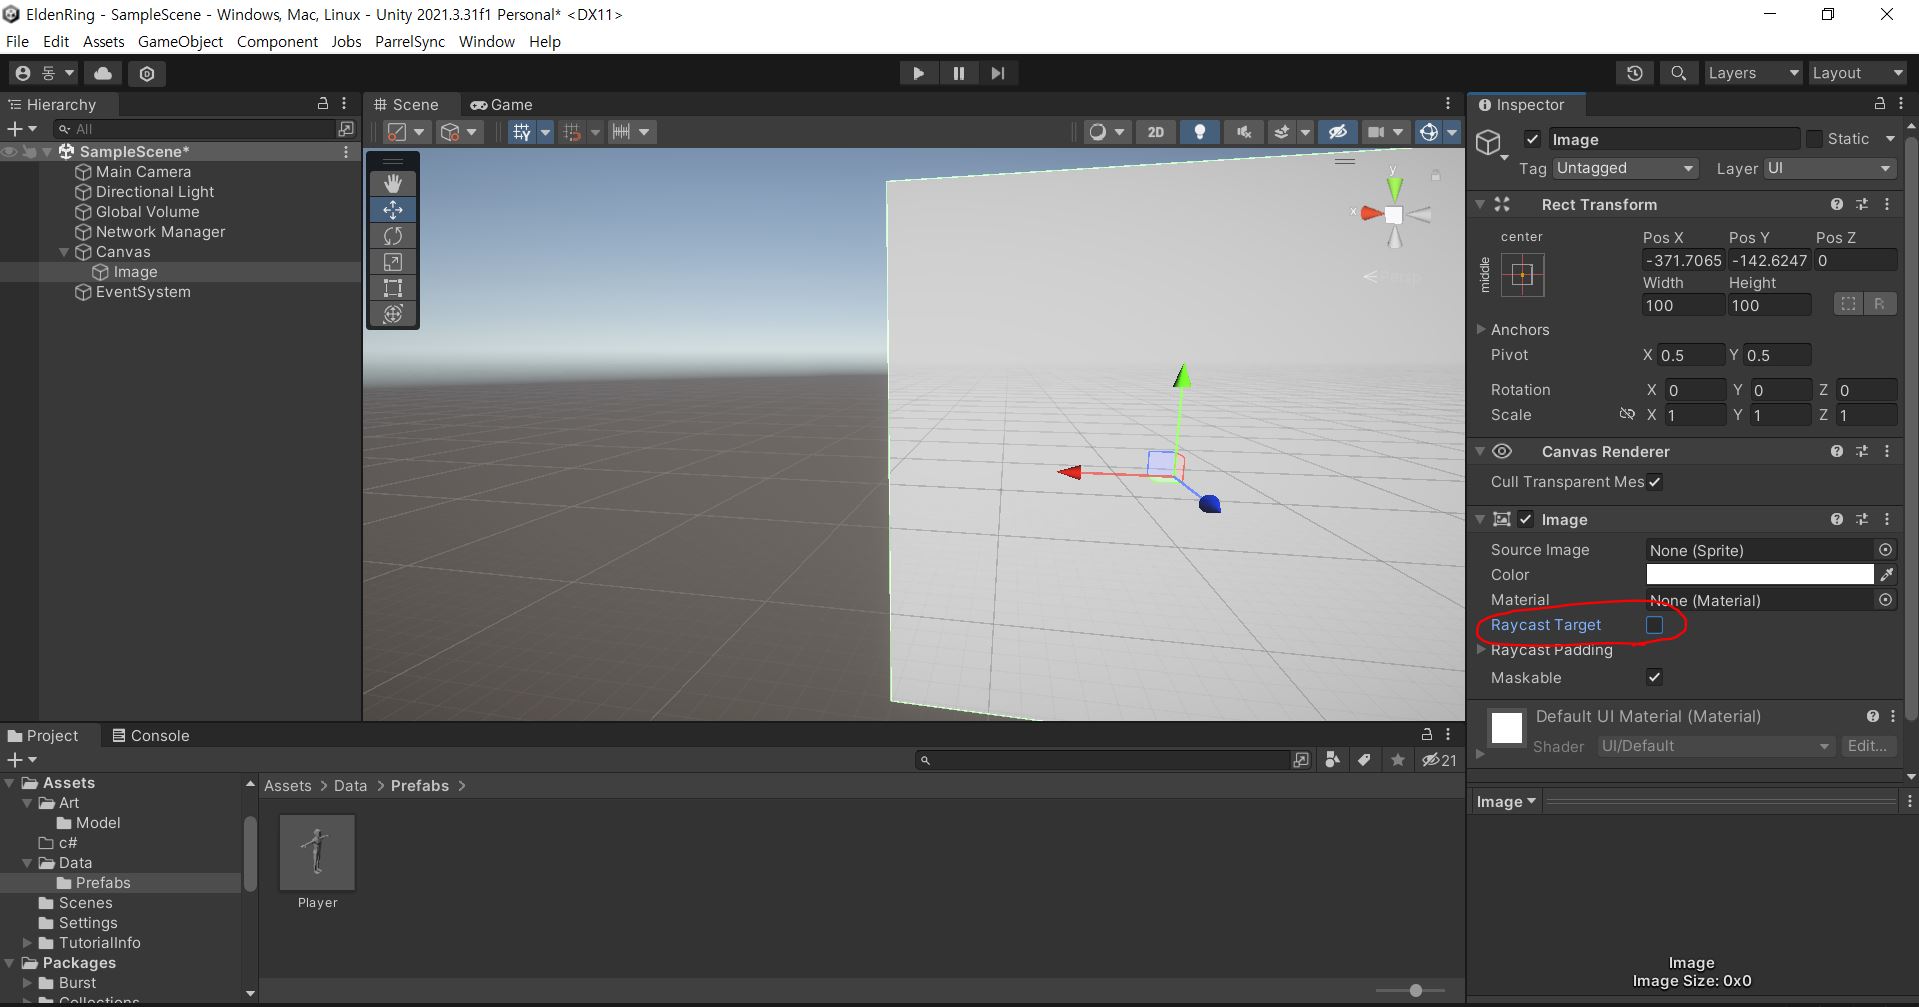 EldenRing - SampleScene - Windows, Mac, Linux - Unity 2021.3.31f1 Personal* <DX11>
File Edit Assets GameObject Component Jobs ParrelSync Window Help
동 Layers Layout
Hierarchy
All
SampleScene*
Main Camera
Directional Light
Global Volume
Network Manager
Canvas
Image
EventSystem
Scene Game
2D
y
x
Persp
Inspector
Image Static
Tag Untagged Layer UI
Rect Transform
center
middle
Pos X Pos Y Pos Z
-371.7065 -142.6247 0
Width Height
100 100 R
Anchors
Pivot X 0.5 Y 0.5
Rotation X 0 Y 0 Z 0
Scale X 1 Y 1 Z 1
Canvas Renderer
Cull Transparent Mes
Image
Source Image None (Sprite)
Color
Material None (Material)
Raycast Target
Raycast Padding
Maskable
Default UI Material (Material)
Shader UI/Default Edit...
Image
Image
Image Size: 0x0
Project Console
21
Assets
Art
Model
c#
Data
Prefabs
Scenes
Settings
TutorialInfo
Packages
Burst
Collections
Assets > Data > Prefabs >
Player